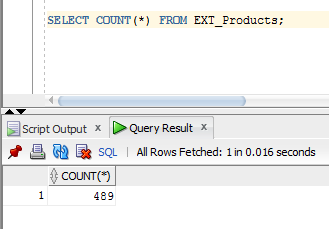 SELECT COUNT(*) FROM EXT_Products;
Script Output x Query Result x
SQL | All Rows Fetched: 1 in 0.016 seconds
COUNT(*)
1 489